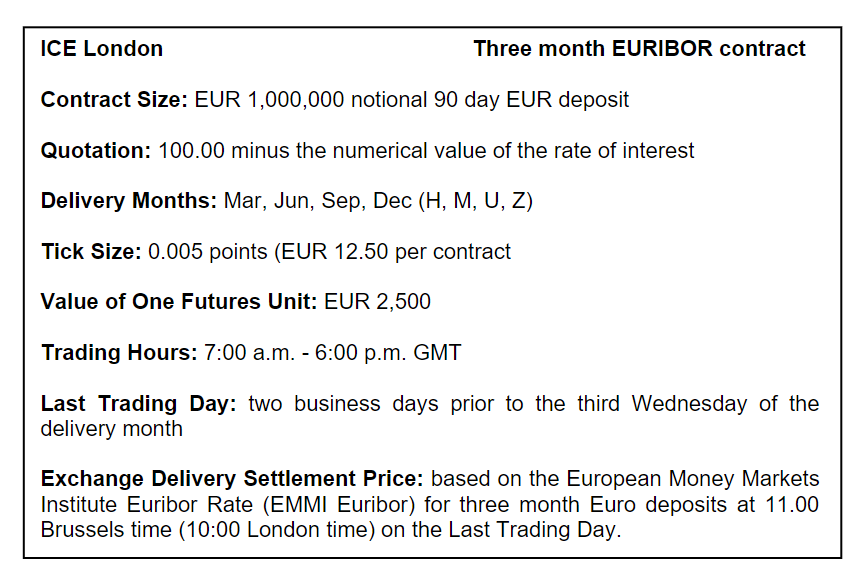 ICE London Three month EURIBOR contract
Contract Size: EUR 1,000,000 notional 90 day EUR deposit
Quotation: 100.00 minus the numerical value of the rate of interest
Delivery Months: Mar, Jun, Sep, Dec (H, M, U, Z)
Tick Size: 0.005 points (EUR 12.50 per contract
Value of One Futures Unit: EUR 2,500
Trading Hours: 7:00 a.m. - 6:00 p.m. GMT
Last Trading Day: two business days prior to the third Wednesday of the
delivery month
Exchange Delivery Settlement Price: based on the European Money Markets
Institute Euribor Rate (EMMI Euribor) for three month Euro deposits at 11.00
Brussels time (10:00 London time) on the Last Trading Day.